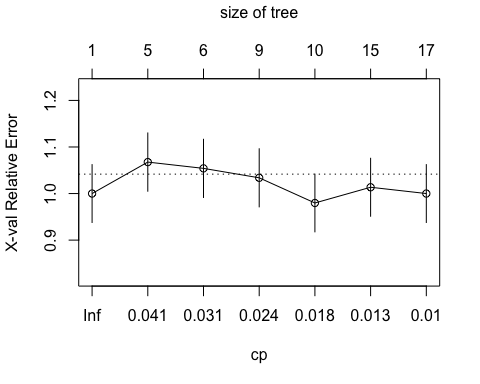 size of tree
1 5 6 9 10 15 17
X-val Relative Error
1.2
1.1
1.0
0.9
Inf 0.041 0.031 0.024 0.018 0.013 0.01
cp